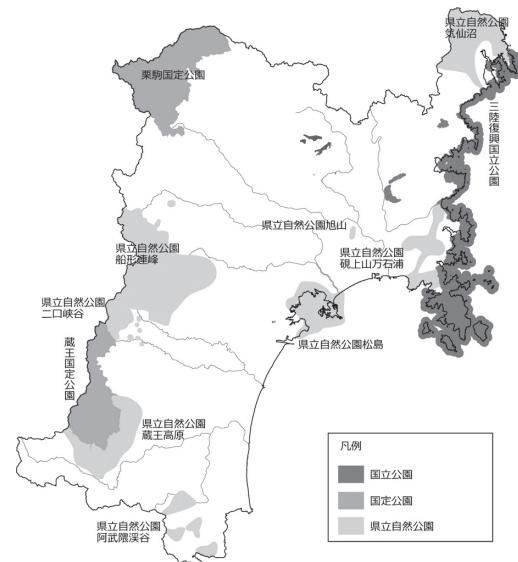 県立自然公園
気仙沼
栗駒国定公園
三陸復興国立公園
県立自然公園旭山
県立自然公園
船形連峰
県立自然公園
硯上山万石浦
県立自然公園
二口峡谷
県立自然公園松島
蔵王国定公園
県立自然公園
蔵王高原
県立自然公園
阿武隈渓谷
凡例
国立公園
国定公園
県立自然公園